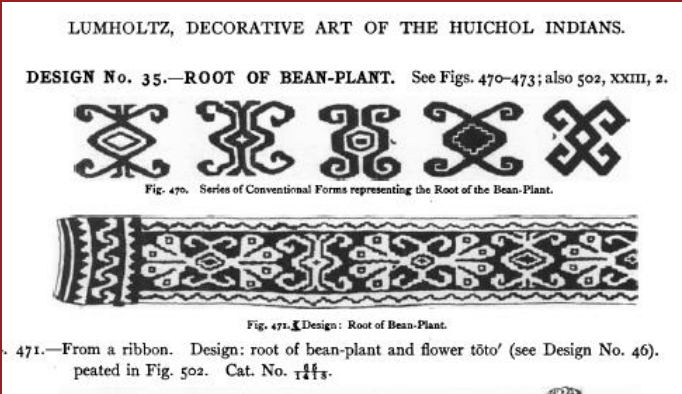 LUMHOLTZ, DECORATIVE ART OF THE HUICHOL INDIANS.
DESIGN No. 35.—ROOT OF BEAN-PLANT. See Figs. 470–473; also 502, XXIII, 2.
Fig. 470. Series of Conventional Forms representing the Root of the Bean-Plant.
Fig. 471. Design: Root of Bean-Plant.
. 471.—From a ribbon. Design: root of bean-plant and flower tōto′ (see Design No. 46).
peated in Fig. 502. Cat. No.